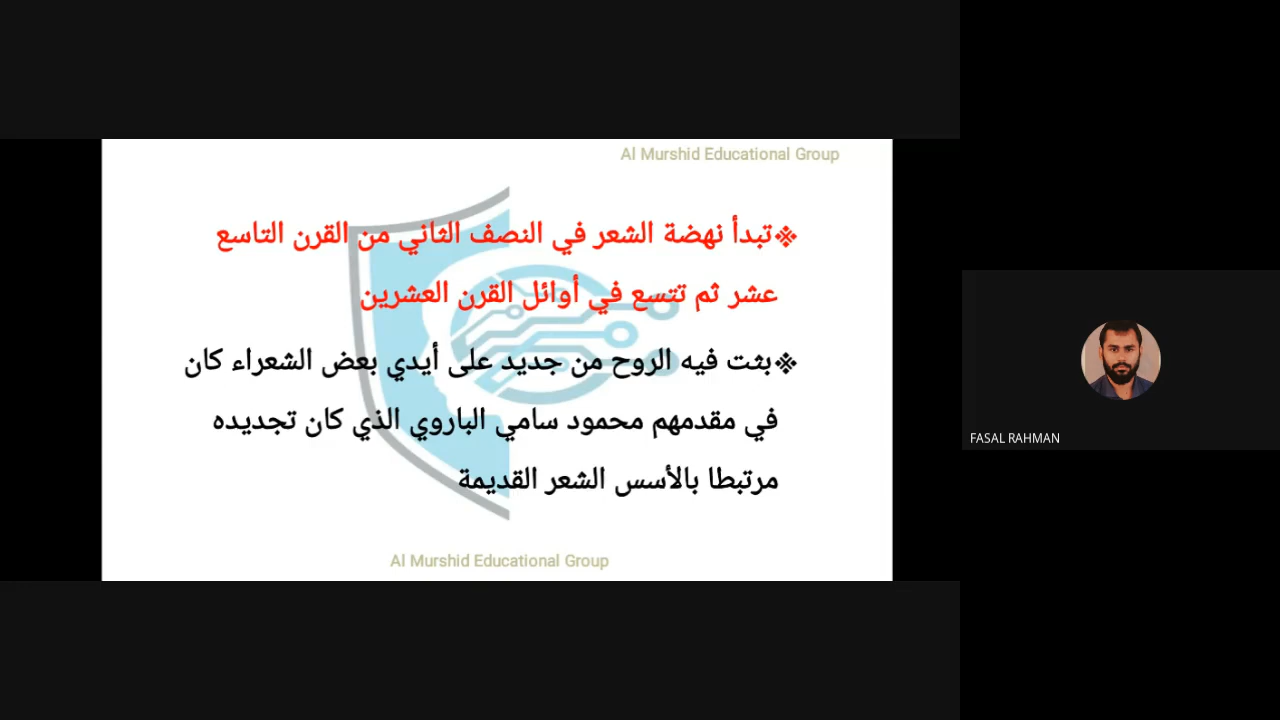 Al Murshid Educational Group
❖تبدأ نهضة الشعر في النصف الثاني من القرن التاسع
عشر ثم تتسع في أوائل القرن العشرين
❖بثت فيه الروح من جديد على أيدي بعض الشعراء كان
في مقدمهم محمود سامي الباروي الذي كان تجديده
مرتبطا بالأسس الشعر القديمة
Al Murshid Educational Group
FASAL RAHMAN